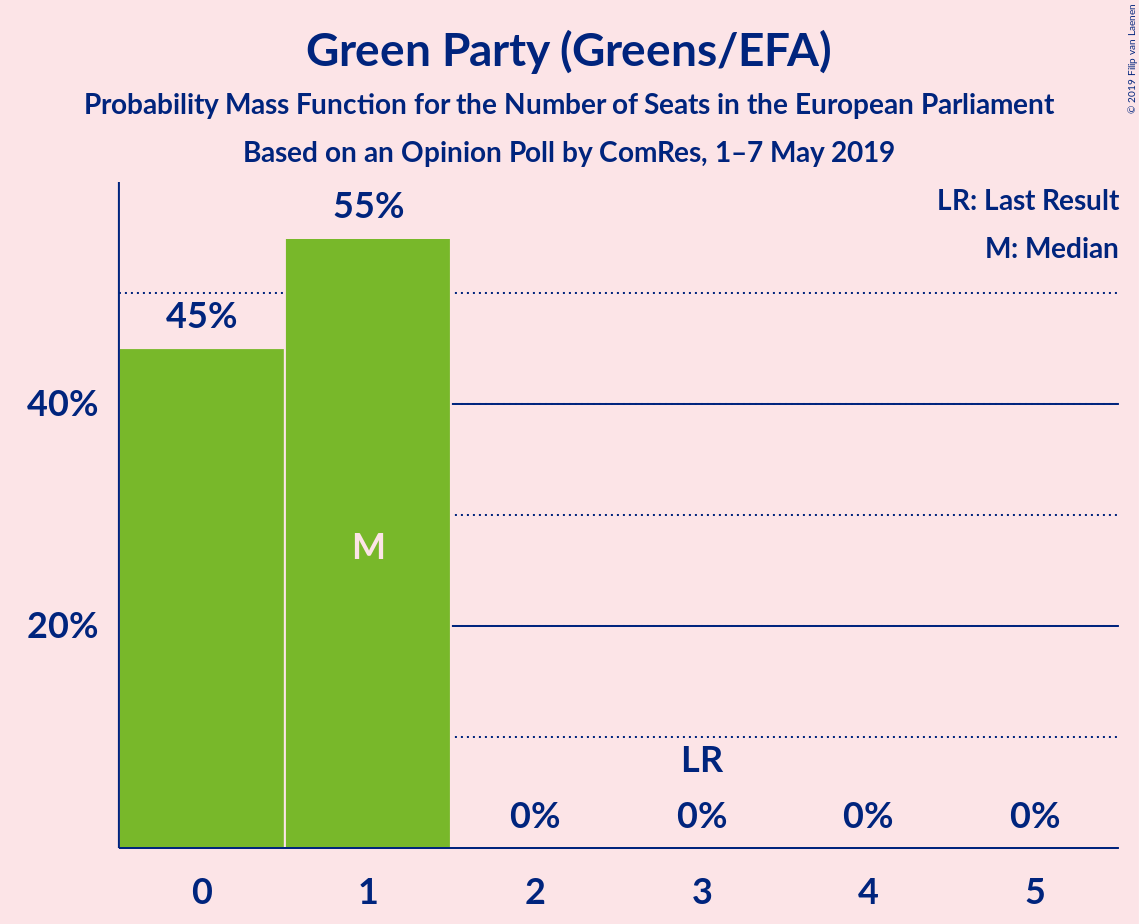 Green Party (Greens/EFA)
Probability Mass Function for the Number of Seats in the European Parliament
Based on an Opinion Poll by ComRes, 1–7 May 2019
© 2019 Filip van Laenen
LR: Last Result
M: Median
55%
45%
40%
M
20%
LR
0% 0% 0% 0%
0 1 2 3 4 5